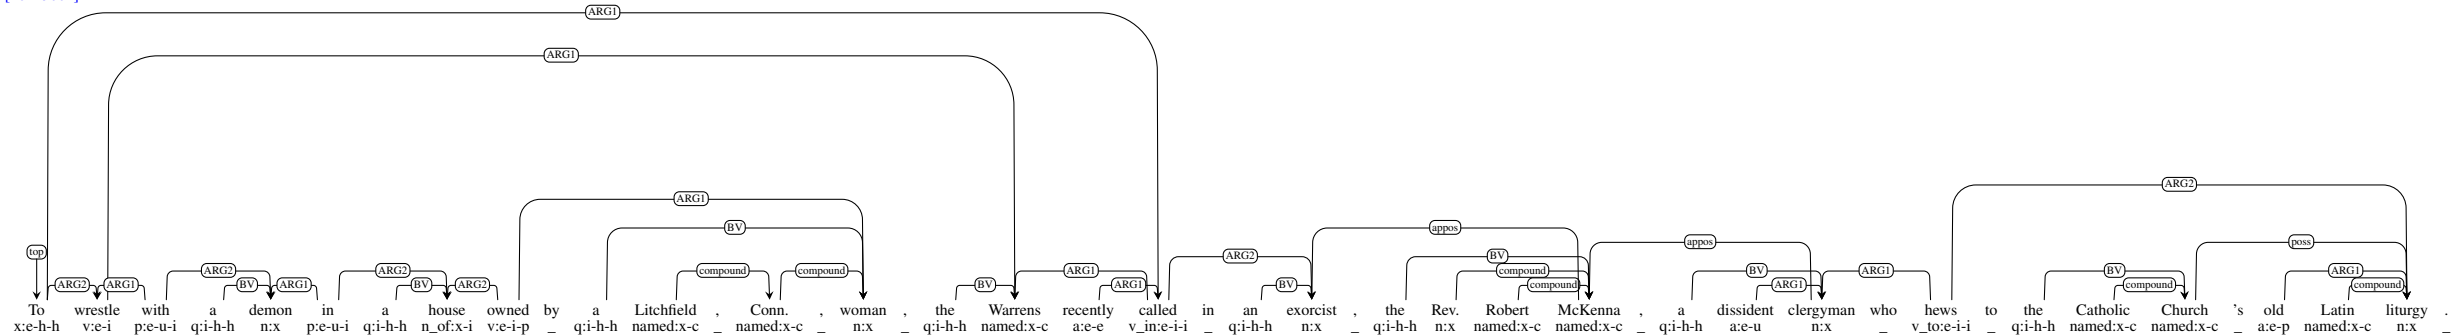 ARG1
ARG1
ARG2
ARG1
BV
appos
appos
poss
top
ARG2
ARG2
compound
compound
ARG1
ARG2
BV
compound
BV
ARG1
BV
ARG1
ARG2
ARG1
BV
ARG1
BV
ARG2
BV
ARG1
BV
compound
ARG1
compound
compound
To wrestle with a demon in a house owned by a Litchfield , Conn. , woman , the Warrens recently called in an exorcist , the Rev. Robert McKenna , a dissident clergyman who hews to the Catholic Church 's old Latin liturgy .
x:e-h-h v:e-i p:e-u-i q:i-h-h n:x p:e-u-i q:i-h-h n_of:x-i v:e-i-p _ q:i-h-h named:x-c _ named:x-c _ n:x _ q:i-h-h named:x-c a:e-e v_in:e-i-i _ q:i-h-h n:x _ q:i-h-h n:x named:x-c named:x-c _ q:i-h-h a:e-u n:x _ v_to:e-i-i _ q:i-h-h named:x-c named:x-c _ a:e-p named:x-c n:x _